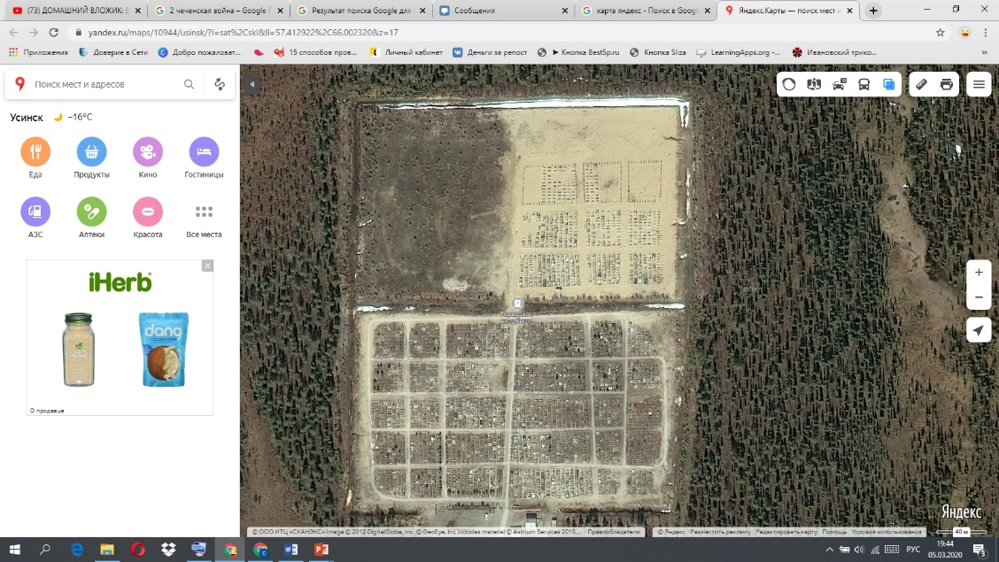 (73) ДОМАШНИЙ ВЛОЖИК: В
2 чеченская война – Google П
Результат поиска Google для
Сообщения
карта яндекс - Поиск в Googl
Яндекс.Карты — поиск мест и
yandex.ru/maps/10944/usinsk/?l=sat%2Cskl&ll=57.412922%2C66.002320&z=17
Приложения
Доверие в Сети
Добро пожаловат...
15 способов пров...
Личный кабинет
Деньги за репост
➤ Кнопка BestSp.ru
Кнопка Sliza
LearningApps.org -...
Ивановский трико...
»
Поиск мест и адресов
Усинск −16°C
Еда
Продукты
Кино
Гостиницы
АЗС
Аптеки
Красота
Все места
iHerb
dang
О продавце
Городское
кладбище
Яндекс
© ООО ИТЦ «СКАНЭКС» Image © 2012 DigitalGlobe, Inc, © GeoEye, Inc Includes material © Astrium Services 2013,...
Правообладатели
© Яндекс
Разместить рекламу
Редактировать карту
Помощь
Условия использования
40 м
РУС
19:44
05.03.2020
3